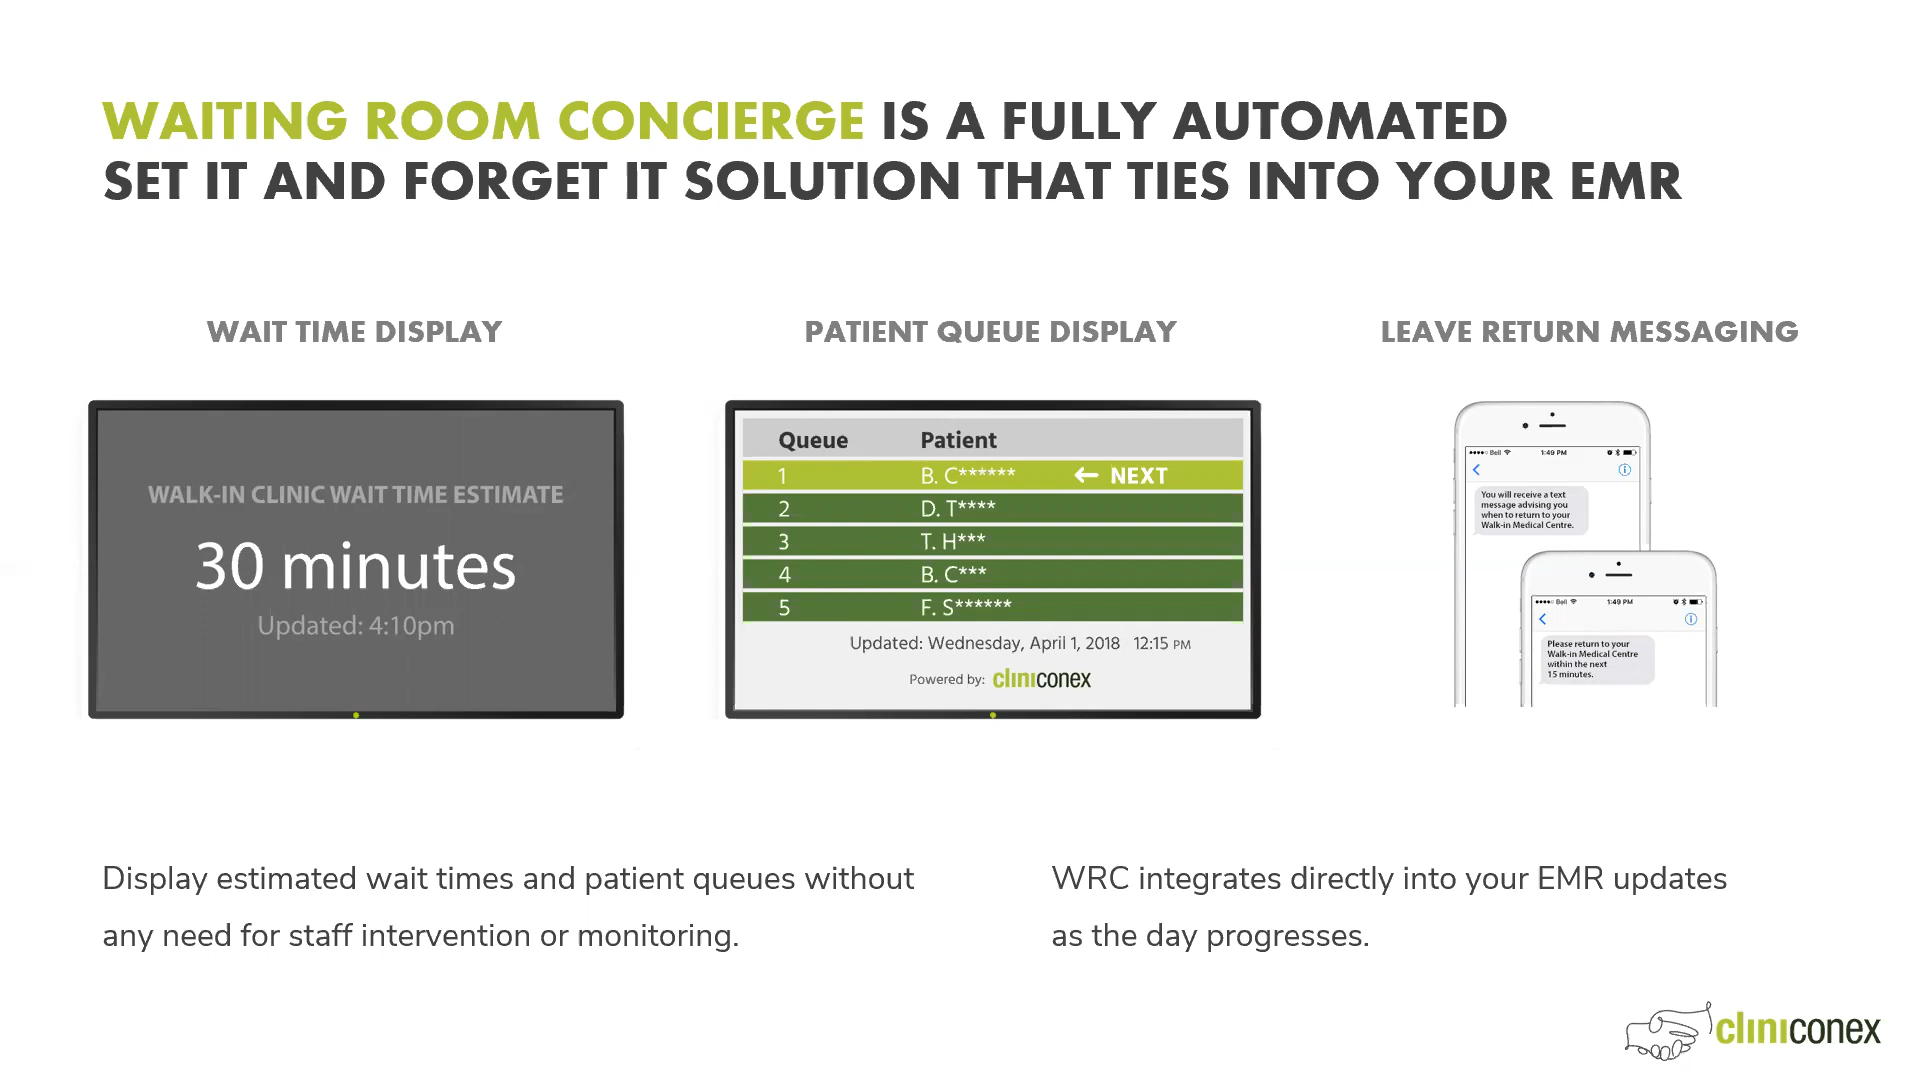 WAITING ROOM CONCIERGE IS A FULLY AUTOMATED
SET IT AND FORGET IT SOLUTION THAT TIES INTO YOUR EMR
WAIT TIME DISPLAY
WALK-IN CLINIC WAIT TIME ESTIMATE
30 minutes
Updated: 4:10pm
PATIENT QUEUE DISPLAY
Queue Patient
1 B. C****** ← NEXT
2 D. T****
3 T. H***
4 B. C***
5 F. S******
Updated: Wednesday, April 1, 2018 12:15 PM
Powered by: cliniconex
LEAVE RETURN MESSAGING
Bell 1:49 PM
You will receive a text
message advising you
when to return to your
Walk-in Medical Centre.
Bell 1:49 PM
Please return to your
Walk-in Medical Centre
within the next
15 minutes.
Display estimated wait times and patient queues without
any need for staff intervention or monitoring.
WRC integrates directly into your EMR updates
as the day progresses.
cliniconex